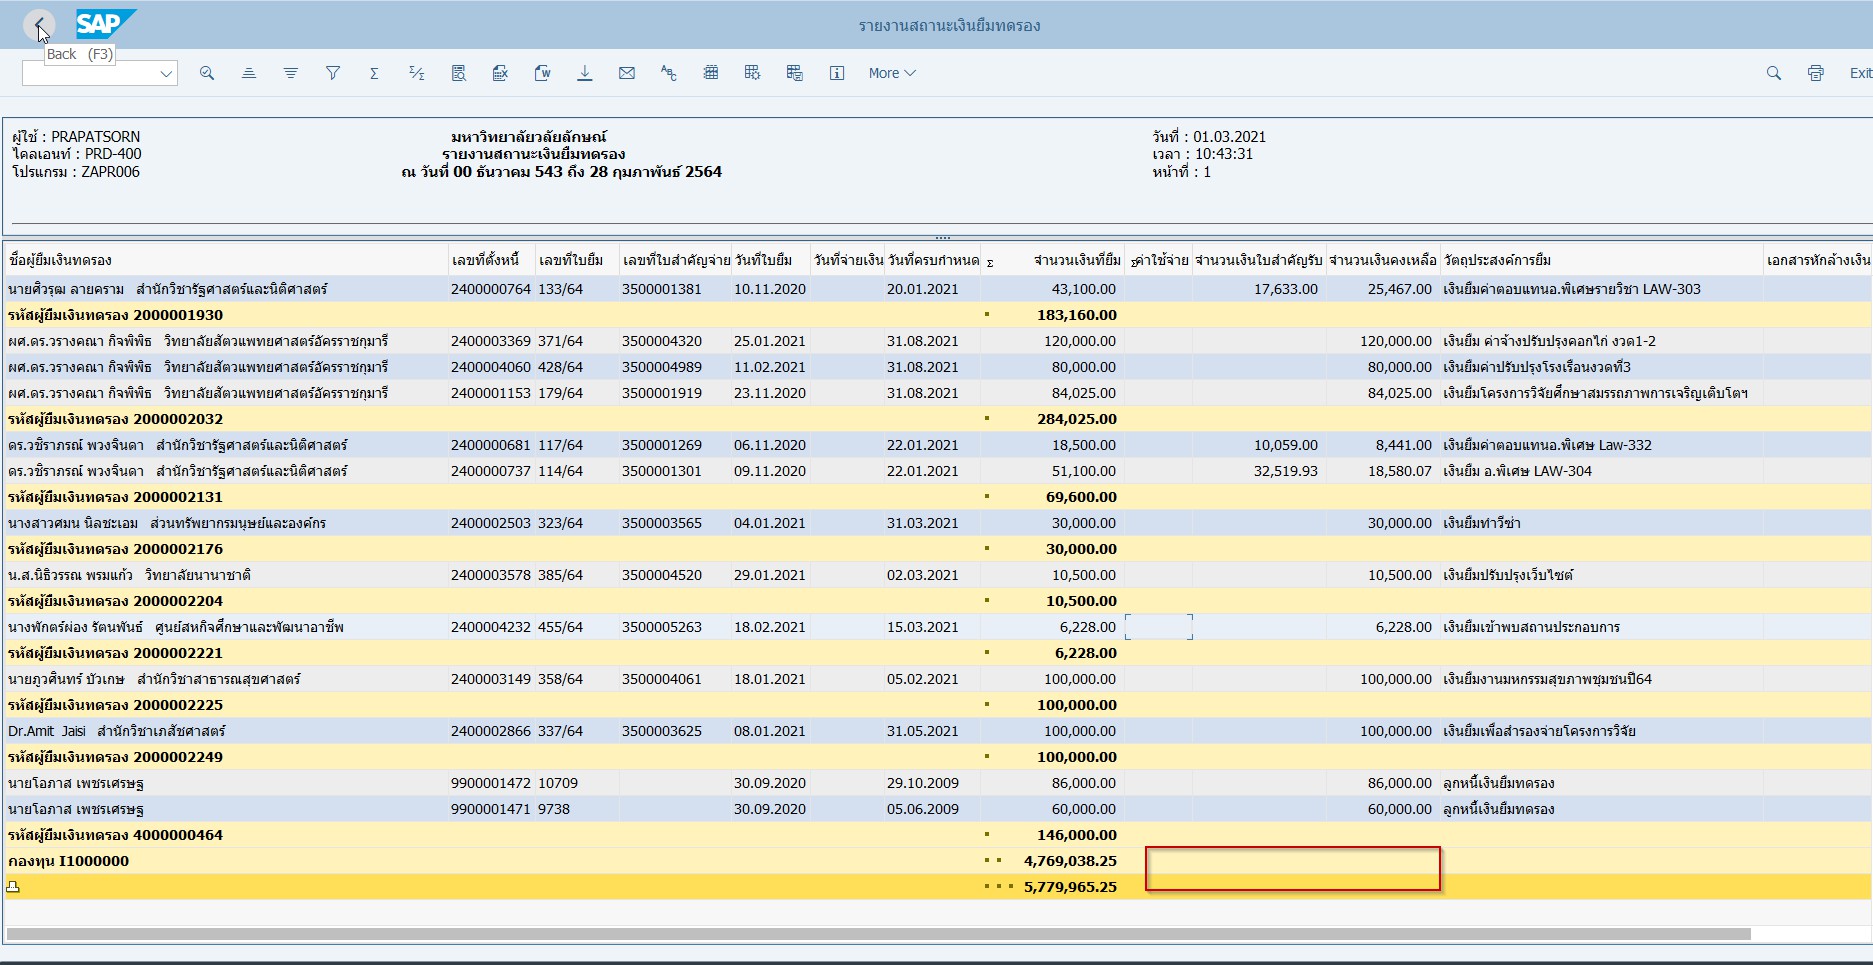 SAP
รายงานสถานะเงินยืมทดรอง
Back (F3)
More
Exit
ผู้ใช้ : PRAPATSORN
ไคลเอนท์ : PRD-400
โปรแกรม : ZAPR006
มหาวิทยาลัยวลัยลักษณ์
รายงานสถานะเงินยืมทดรอง
ณ วันที่ 00 ธันวาคม 543 ถึง 28 กุมภาพันธ์ 2564
วันที่ : 01.03.2021
เวลา : 10:43:31
หน้าที่ : 1
ชื่อผู้ยืมเงินทดรอง เลขที่ตั้งหนี้ เลขที่ใบยืม เลขที่ใบสำคัญจ่าย วันที่ใบยืม วันที่จ่ายเงิน วันที่ครบกำหนด Σ จำนวนเงินที่ยืม Σ ค่าใช้จ่าย จำนวนเงินใบสำคัญรับ จำนวนเงินคงเหลือ วัตถุประสงค์การยืม เอกสารหักล้างเงิน
นายศิวรุฒ ลายคราม สำนักวิชารัฐศาสตร์และนิติศาสตร์ 2400000764 133/64 3500001381 10.11.2020 20.01.2021 43,100.00 17,633.00 25,467.00 เงินยืมค่าตอบแทนอ.พิเศษรายวิชา LAW-303
รหัสผู้ยืมเงินทดรอง 2000001930 183,160.00
ผศ.ดร.วรางคณา กิจพิพิธ วิทยาลัยสัตวแพทยศาสตร์อัครราชกุมารี 2400003369 371/64 3500004320 25.01.2021 31.08.2021 120,000.00 120,000.00 เงินยืม ค่าจ้างปรับปรุงคอกไก่ งวด1-2
ผศ.ดร.วรางคณา กิจพิพิธ วิทยาลัยสัตวแพทยศาสตร์อัครราชกุมารี 2400004060 428/64 3500004989 11.02.2021 31.08.2021 80,000.00 80,000.00 เงินยืมค่าปรับปรุงโรงเรือนงวดที่3
ผศ.ดร.วรางคณา กิจพิพิธ วิทยาลัยสัตวแพทยศาสตร์อัครราชกุมารี 2400001153 179/64 3500001919 23.11.2020 31.08.2021 84,025.00 84,025.00 เงินยืมโครงการวิจัยศึกษาสมรรถภาพการเจริญเติบโตฯ
รหัสผู้ยืมเงินทดรอง 2000002032 284,025.00
ดร.วชิราภรณ์ พวงจินดา สำนักวิชารัฐศาสตร์และนิติศาสตร์ 2400000681 117/64 3500001269 06.11.2020 22.01.2021 18,500.00 10,059.00 8,441.00 เงินยืมค่าตอบแทนอ.พิเศษ Law-332
ดร.วชิราภรณ์ พวงจินดา สำนักวิชารัฐศาสตร์และนิติศาสตร์ 2400000737 114/64 3500001301 09.11.2020 22.01.2021 51,100.00 32,519.93 18,580.07 เงินยืม อ.พิเศษ LAW-304
รหัสผู้ยืมเงินทดรอง 2000002131 69,600.00
นางสาวศมน นิลชะเอม ส่วนทรัพยากรมนุษย์และองค์กร 2400002503 323/64 3500003565 04.01.2021 31.03.2021 30,000.00 30,000.00 เงินยืมทำวีซ่า
รหัสผู้ยืมเงินทดรอง 2000002176 30,000.00
น.ส.นิธิวรรณ พรมแก้ว วิทยาลัยนานาชาติ 2400003578 385/64 3500004520 29.01.2021 02.03.2021 10,500.00 10,500.00 เงินยืมปรับปรุงเว็บไซต์
รหัสผู้ยืมเงินทดรอง 2000002204 10,500.00
นางพักตร์ผ่อง รัตนพันธ์ ศูนย์สหกิจศึกษาและพัฒนาอาชีพ 2400004232 455/64 3500005263 18.02.2021 15.03.2021 6,228.00 6,228.00 เงินยืมเข้าพบสถานประกอบการ
รหัสผู้ยืมเงินทดรอง 2000002221 6,228.00
นายภูวศินทร์ บัวเกษ สำนักวิชาสาธารณสุขศาสตร์ 2400003149 358/64 3500004061 18.01.2021 05.02.2021 100,000.00 100,000.00 เงินยืมงานมหกรรมสุขภาพชุมชนปี64
รหัสผู้ยืมเงินทดรอง 2000002225 100,000.00
Dr.Amit Jaisi สำนักวิชาเภสัชศาสตร์ 2400002866 337/64 3500003625 08.01.2021 31.05.2021 100,000.00 100,000.00 เงินยืมเพื่อสำรองจ่ายโครงการวิจัย
รหัสผู้ยืมเงินทดรอง 2000002249 100,000.00
นายโอภาส เพชรเศรษฐ 9900001472 10709 30.09.2020 29.10.2009 86,000.00 86,000.00 ลูกหนี้เงินยืมทดรอง
นายโอภาส เพชรเศรษฐ 9900001471 9738 30.09.2020 05.06.2009 60,000.00 60,000.00 ลูกหนี้เงินยืมทดรอง
รหัสผู้ยืมเงินทดรอง 4000000464 146,000.00
กองทุน I1000000 4,769,038.25
5,779,965.25